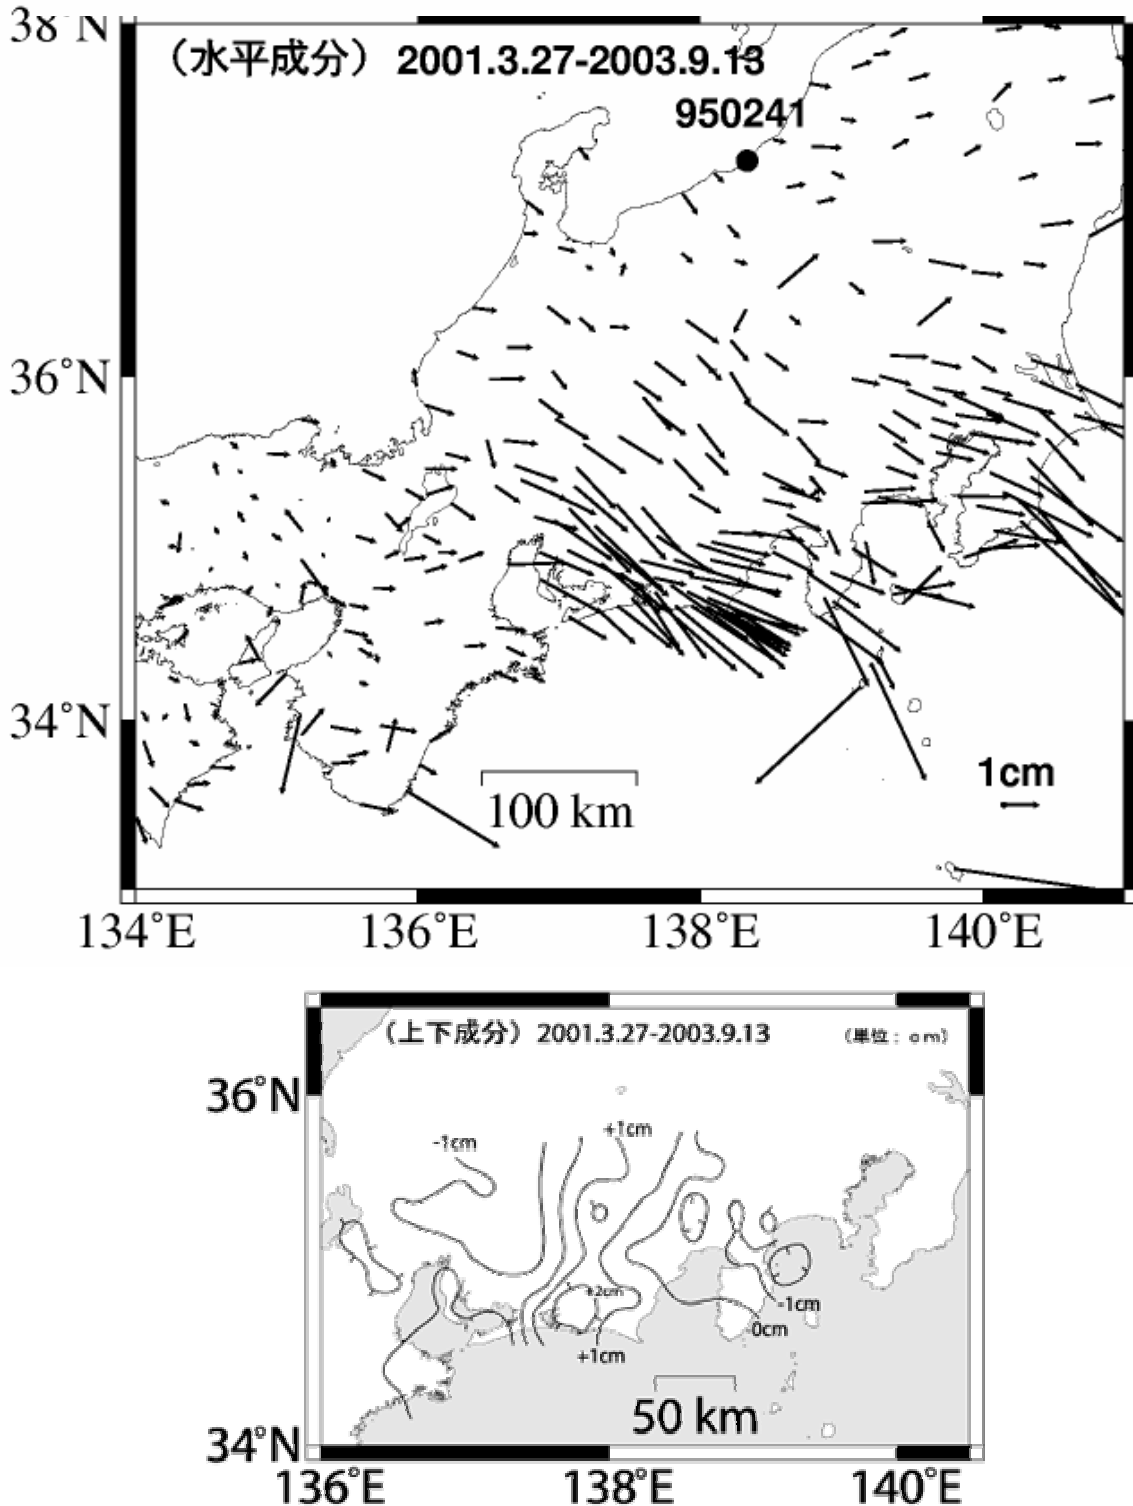 38°N
（水平成分） 2001.3.27-2003.9.13
950241
36°N
34°N
1cm
100 km
134°E 136°E 138°E 140°E
（上下成分）2001.3.27-2003.9.13 （単位：cm）
36°N
-1cm +1cm
+2cm
-1cm
0cm
+1cm
50 km
34°N
136°E 138°E 140°E